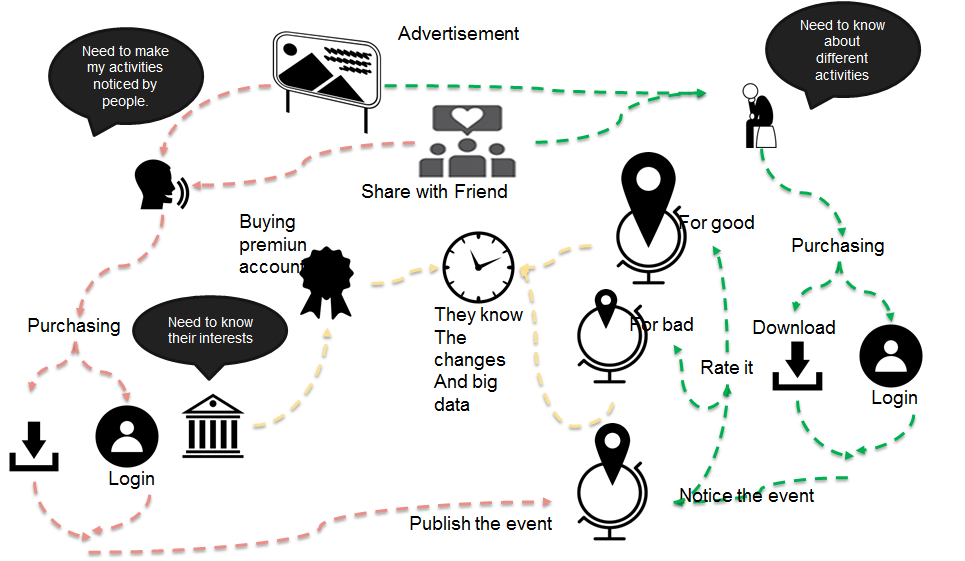 Need to make
my activities
noticed by
people.
Advertisement
Need to know
about
different
activities
Share with Friend
Buying
premiun
account
For good
Purchasing
They know
The
changes
And big
data
For bad
Purchasing
Need to know
their interests
Download
Rate it
Login
Login
Notice the event
Publish the event